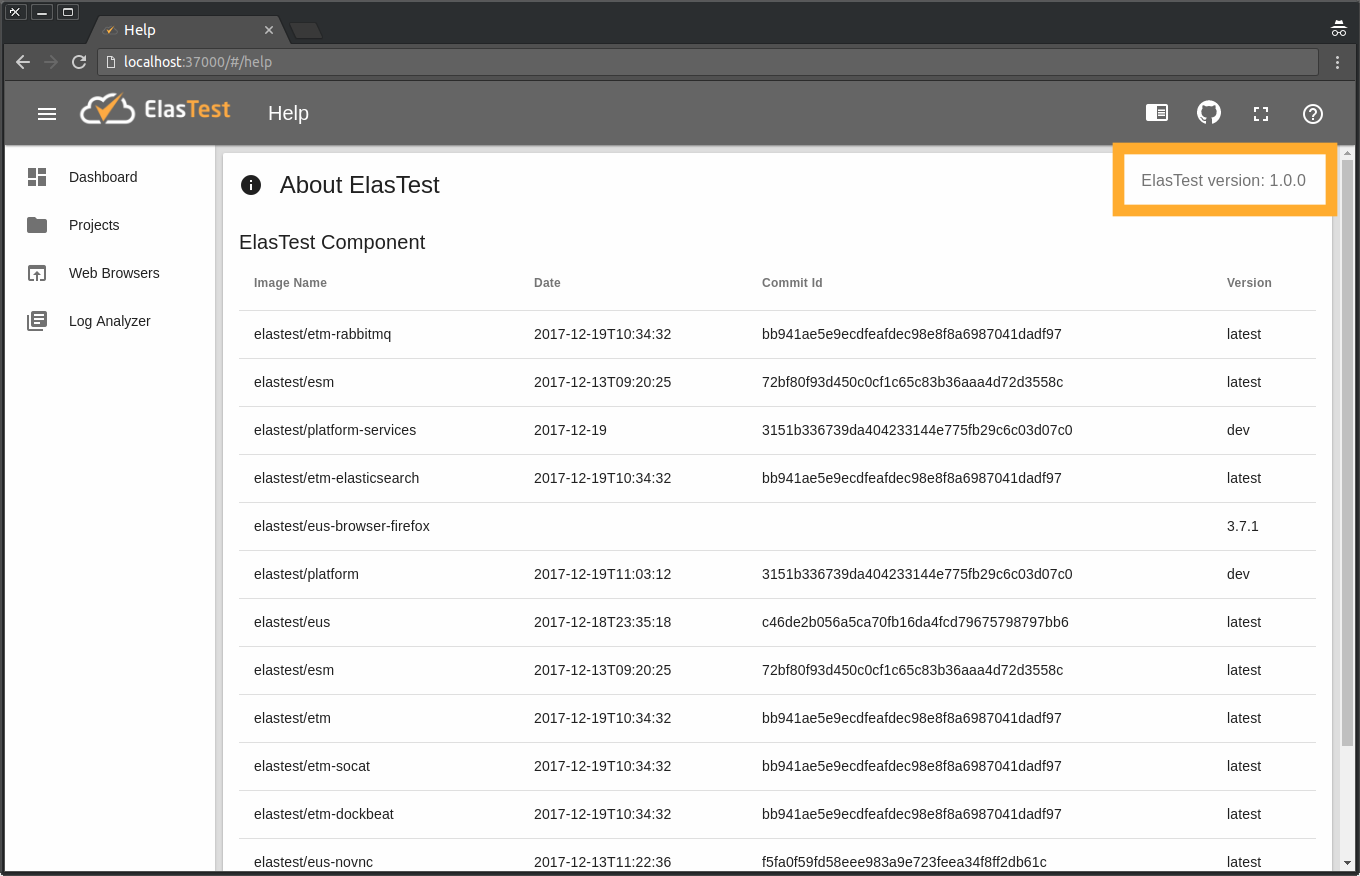 Help
localhost:37000/#/help
ElasTest Help
Dashboard
Projects
Web Browsers
Log Analyzer
About ElasTest
ElasTest version: 1.0.0
ElasTest Component
Image Name Date Commit Id Version
elastest/etm-rabbitmq 2017-12-19T10:34:32 bb941ae5e9ecdfeafdec98e8f8a6987041dadf97 latest
elastest/esm 2017-12-13T09:20:25 72bf80f93d450c0cf1c65c83b36aaa4d72d3558c latest
elastest/platform-services 2017-12-19 3151b336739da404233144e775fb29c6c03d07c0 dev
elastest/etm-elasticsearch 2017-12-19T10:34:32 bb941ae5e9ecdfeafdec98e8f8a6987041dadf97 latest
elastest/eus-browser-firefox 3.7.1
elastest/platform 2017-12-19T11:03:12 3151b336739da404233144e775fb29c6c03d07c0 dev
elastest/eus 2017-12-18T23:35:18 c46de2b056a5ca70fb16da4fcd79675798797bb6 latest
elastest/esm 2017-12-13T09:20:25 72bf80f93d450c0cf1c65c83b36aaa4d72d3558c latest
elastest/etm 2017-12-19T10:34:32 bb941ae5e9ecdfeafdec98e8f8a6987041dadf97 latest
elastest/etm-socat 2017-12-19T10:34:32 bb941ae5e9ecdfeafdec98e8f8a6987041dadf97 latest
elastest/etm-dockbeat 2017-12-19T10:34:32 bb941ae5e9ecdfeafdec98e8f8a6987041dadf97 latest
elastest/eus-novnc 2017-12-13T11:22:36 f5fa0f59fd58eee983a9e723feea34f8ff2db61c latest